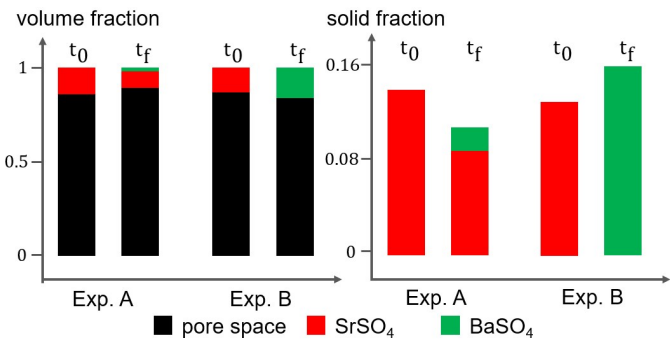 volume fraction
t0 tf t0 tf
1
0.5
0
Exp. A Exp. B
solid fraction
t0 tf t0 tf
0.16
0.08
0
Exp. A Exp. B
pore space SrSO4 BaSO4